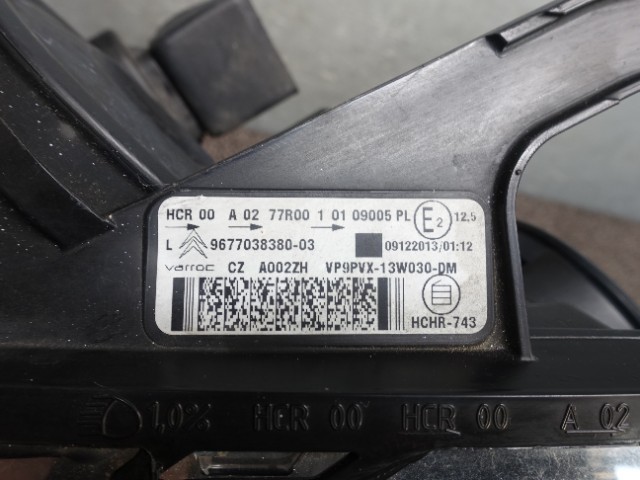 HCR 00 A 02 77R00 1 01 09005 PL E2 12,5
L 9677038380-03 09122013/01:12
varroc CZ A002ZH VP9PVX-13W030-DM
HCHR-743
1,0% HCR 00 HCR 00 A 02